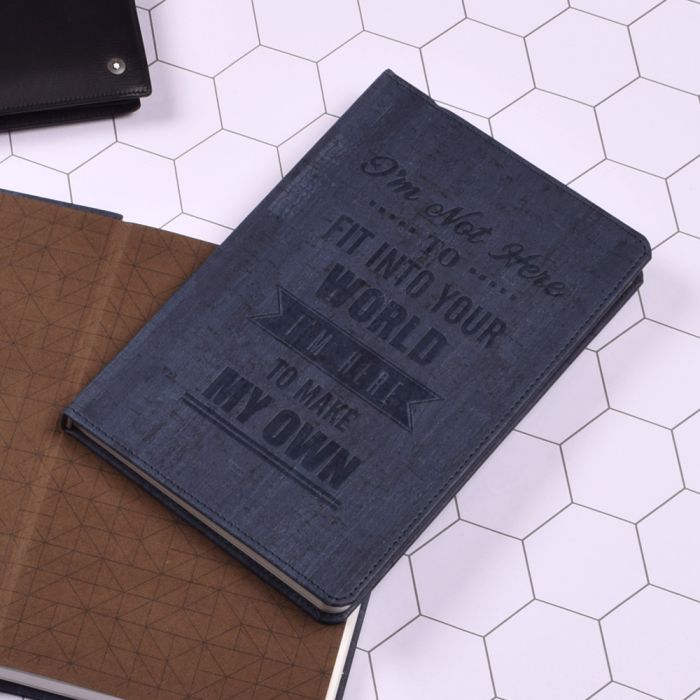 I'm Not Here
TO
FIT INTO YOUR
WORLD
I'M HERE
TO MAKE
MY OWN